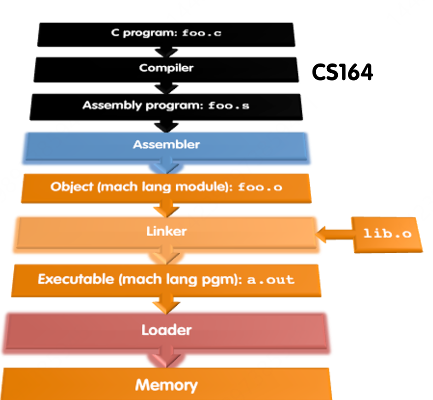 C program: foo.c
Compiler
CS164
Assembly program: foo.s
Assembler
Object (mach lang module): foo.o
Linker
lib.o
Executable (mach lang pgm): a.out
Loader
Memory